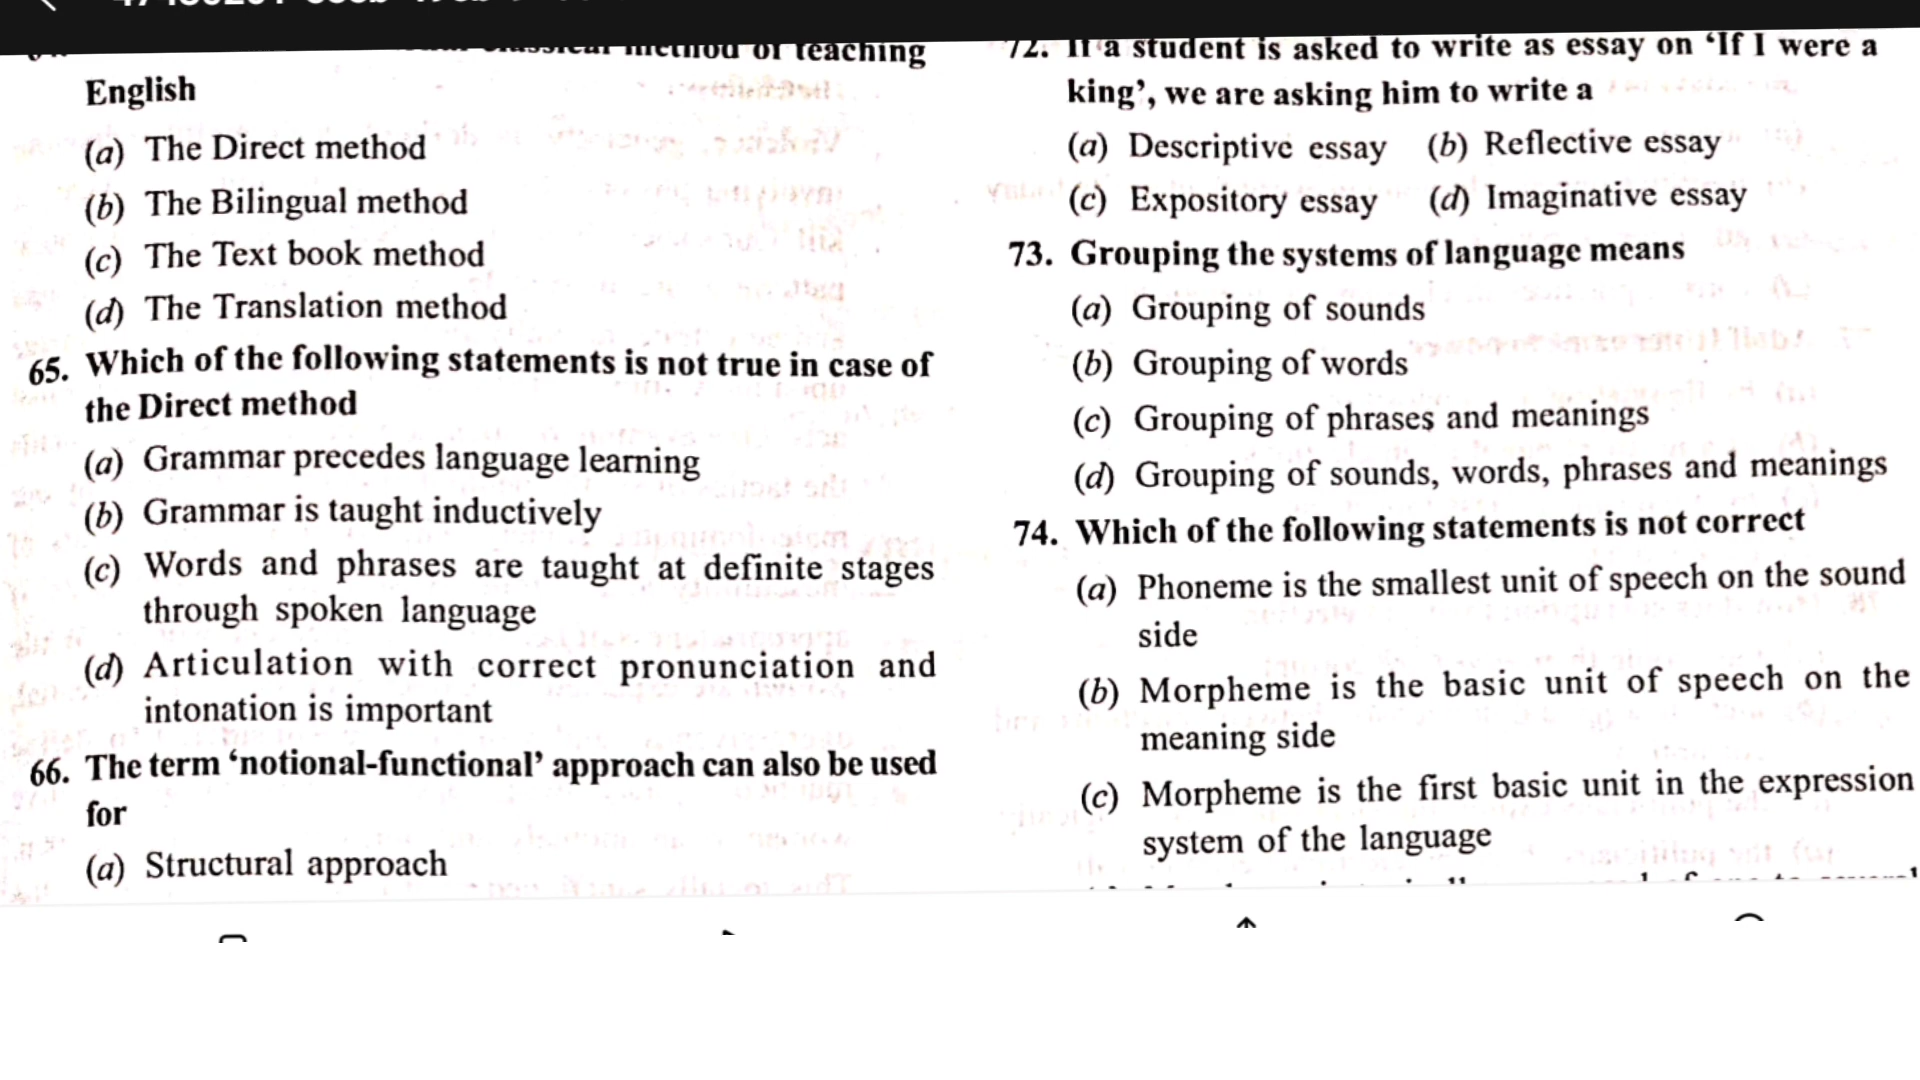 classical method of teaching
English
(a) The Direct method
(b) The Bilingual method
(c) The Text book method
(d) The Translation method
65. Which of the following statements is not true in case of
the Direct method
(a) Grammar precedes language learning
(b) Grammar is taught inductively
(c) Words and phrases are taught at definite stages
through spoken language
(d) Articulation with correct pronunciation and
intonation is important
66. The term ‘notional-functional’ approach can also be used
for
(a) Structural approach
72. If a student is asked to write as essay on ‘If I were a
king’, we are asking him to write a
(a) Descriptive essay (b) Reflective essay
(c) Expository essay (d) Imaginative essay
73. Grouping the systems of language means
(a) Grouping of sounds
(b) Grouping of words
(c) Grouping of phrases and meanings
(d) Grouping of sounds, words, phrases and meanings
74. Which of the following statements is not correct
(a) Phoneme is the smallest unit of speech on the sound
side
(b) Morpheme is the basic unit of speech on the
meaning side
(c) Morpheme is the first basic unit in the expression
system of the language